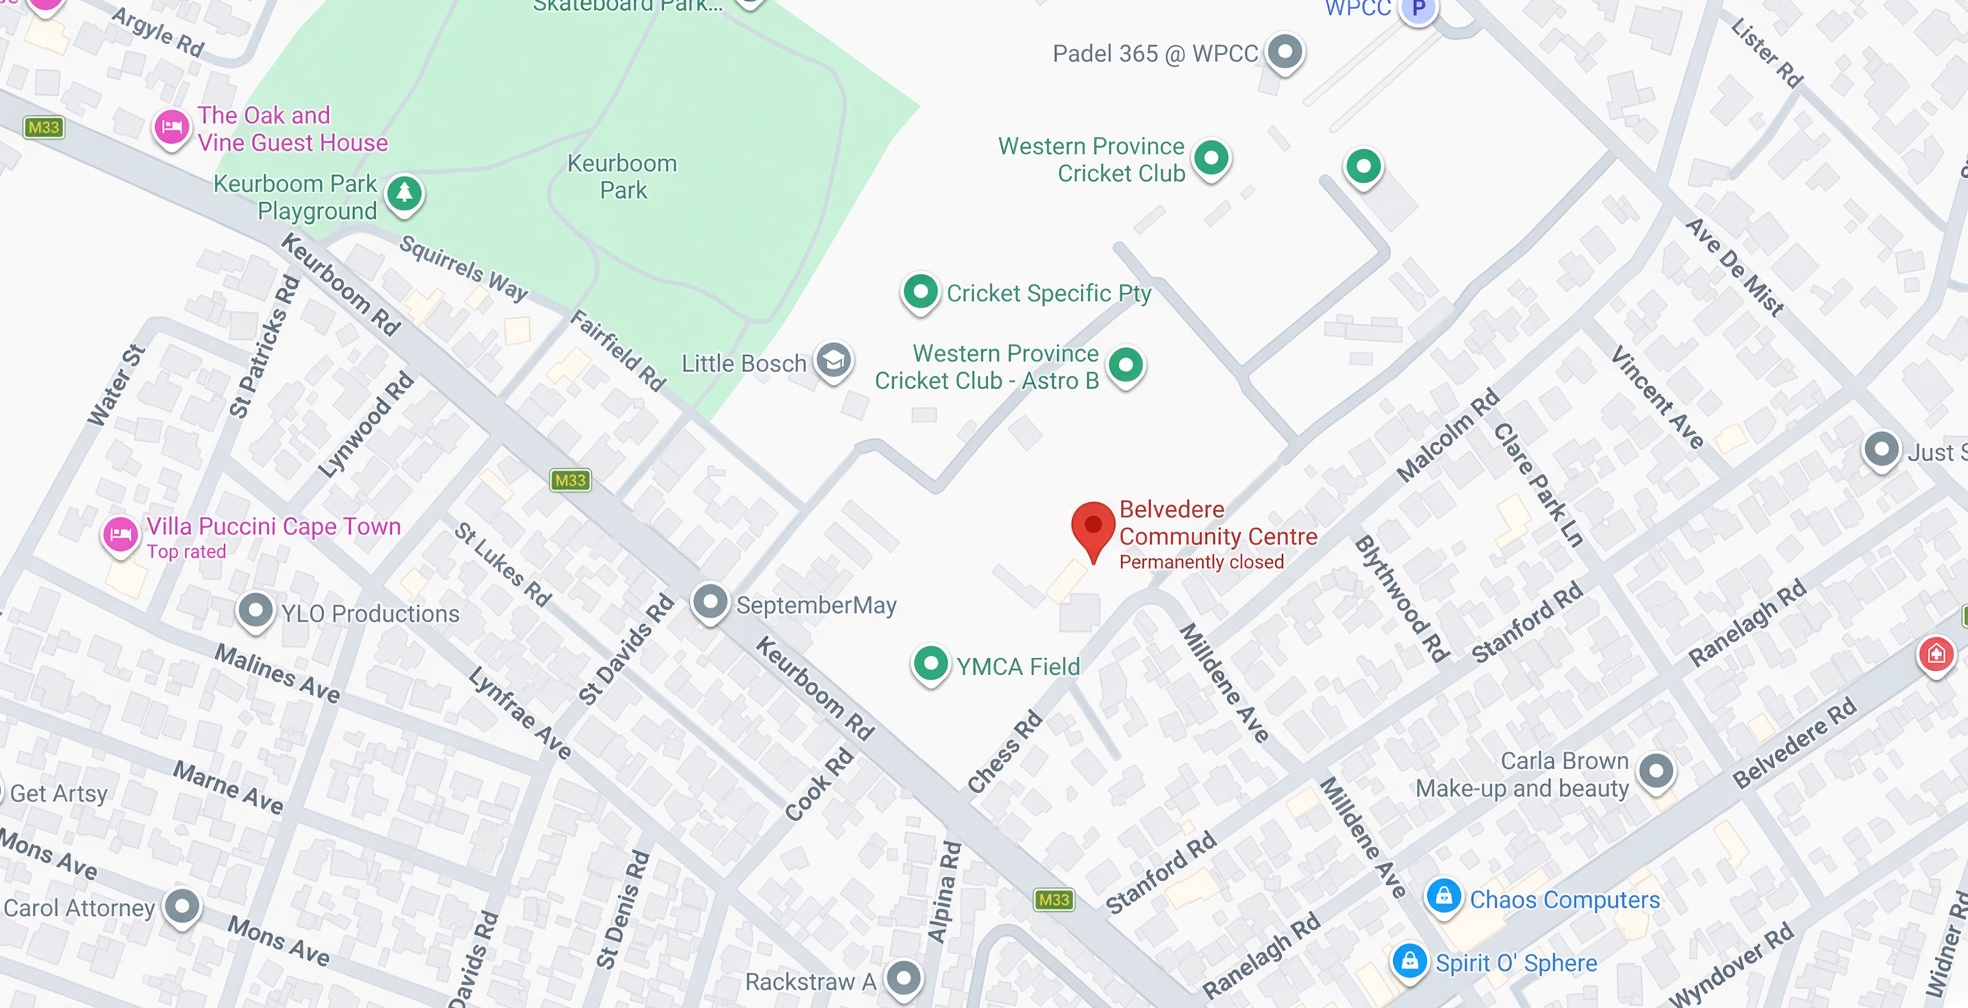 Skateboard Park...
WPCC
P
Argyle Rd
Lister Rd
Padel 365 @ WPCC
M33
The Oak and
Vine Guest House
Keurboom
Park
Western Province
Cricket Club
Keurboom Park
Playground
Squirrels Way
Keurboom Rd
Ave De Mist
Cricket Specific Pty
St Patricks Rd
Fairfield Rd
Little Bosch
Western Province
Cricket Club - Astro B
Water St
Lynwood Rd
Vincent Ave
Malcolm Rd
Clare Park Ln
Just S
M33
Villa Puccini Cape Town
Top rated
St Lukes Rd
Belvedere
Community Centre
Permanently closed
Blythwood Rd
YLO Productions
SeptemberMay
Stanford Rd
Ranelagh Rd
St Davids Rd
Malines Ave
Keurboom Rd
YMCA Field
Milldene Ave
Lynfrae Ave
Chess Rd
Belvedere Rd
Carla Brown
Make-up and beauty
Marne Ave
Get Artsy
Cook Rd
Milldene Ave
Mons Ave
Stanford Rd
St Denis Rd
Alpina Rd
M33
Chaos Computers
Carol Attorney
Mons Ave
Davids Rd
Ranelagh Rd
Spirit O' Sphere
Wyndover Rd
Widner Rd
Rackstraw A